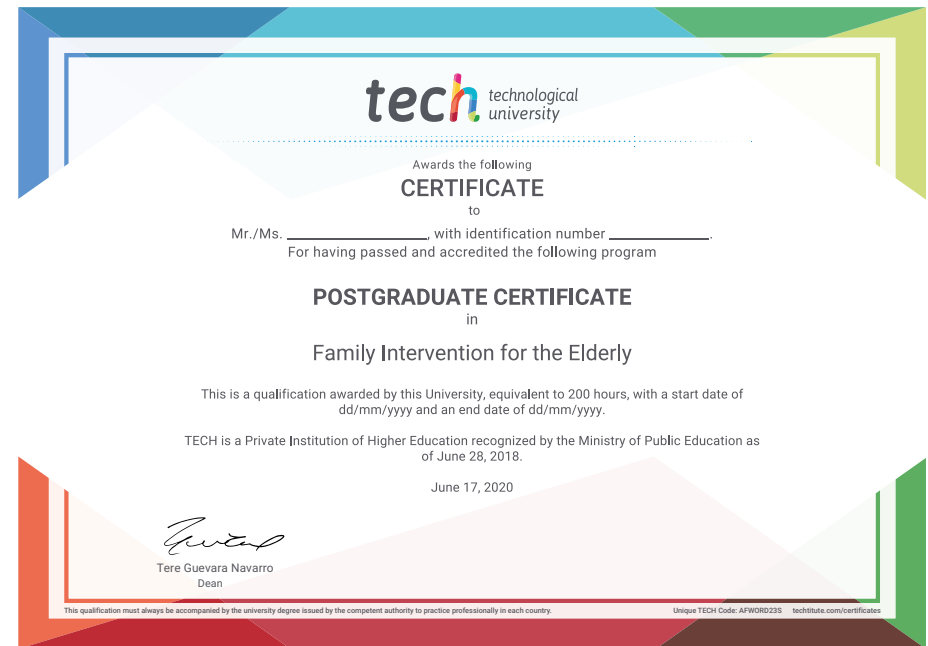 tech technological
university
Awards the following
CERTIFICATE
to
Mr./Ms. ____________________, with identification number ______________.
For having passed and accredited the following program
POSTGRADUATE CERTIFICATE
in
Family Intervention for the Elderly
This is a qualification awarded by this University, equivalent to 200 hours, with a start date of
dd/mm/yyyy and an end date of dd/mm/yyyy.
TECH is a Private Institution of Higher Education recognized by the Ministry of Public Education as
of June 28, 2018.
June 17, 2020
Tere Guevara Navarro
Dean
This qualification must always be accompanied by the university degree issued by the competent authority to practice professionally in each country.
Unique TECH Code: AFWORD23S techtitute.com/certificates